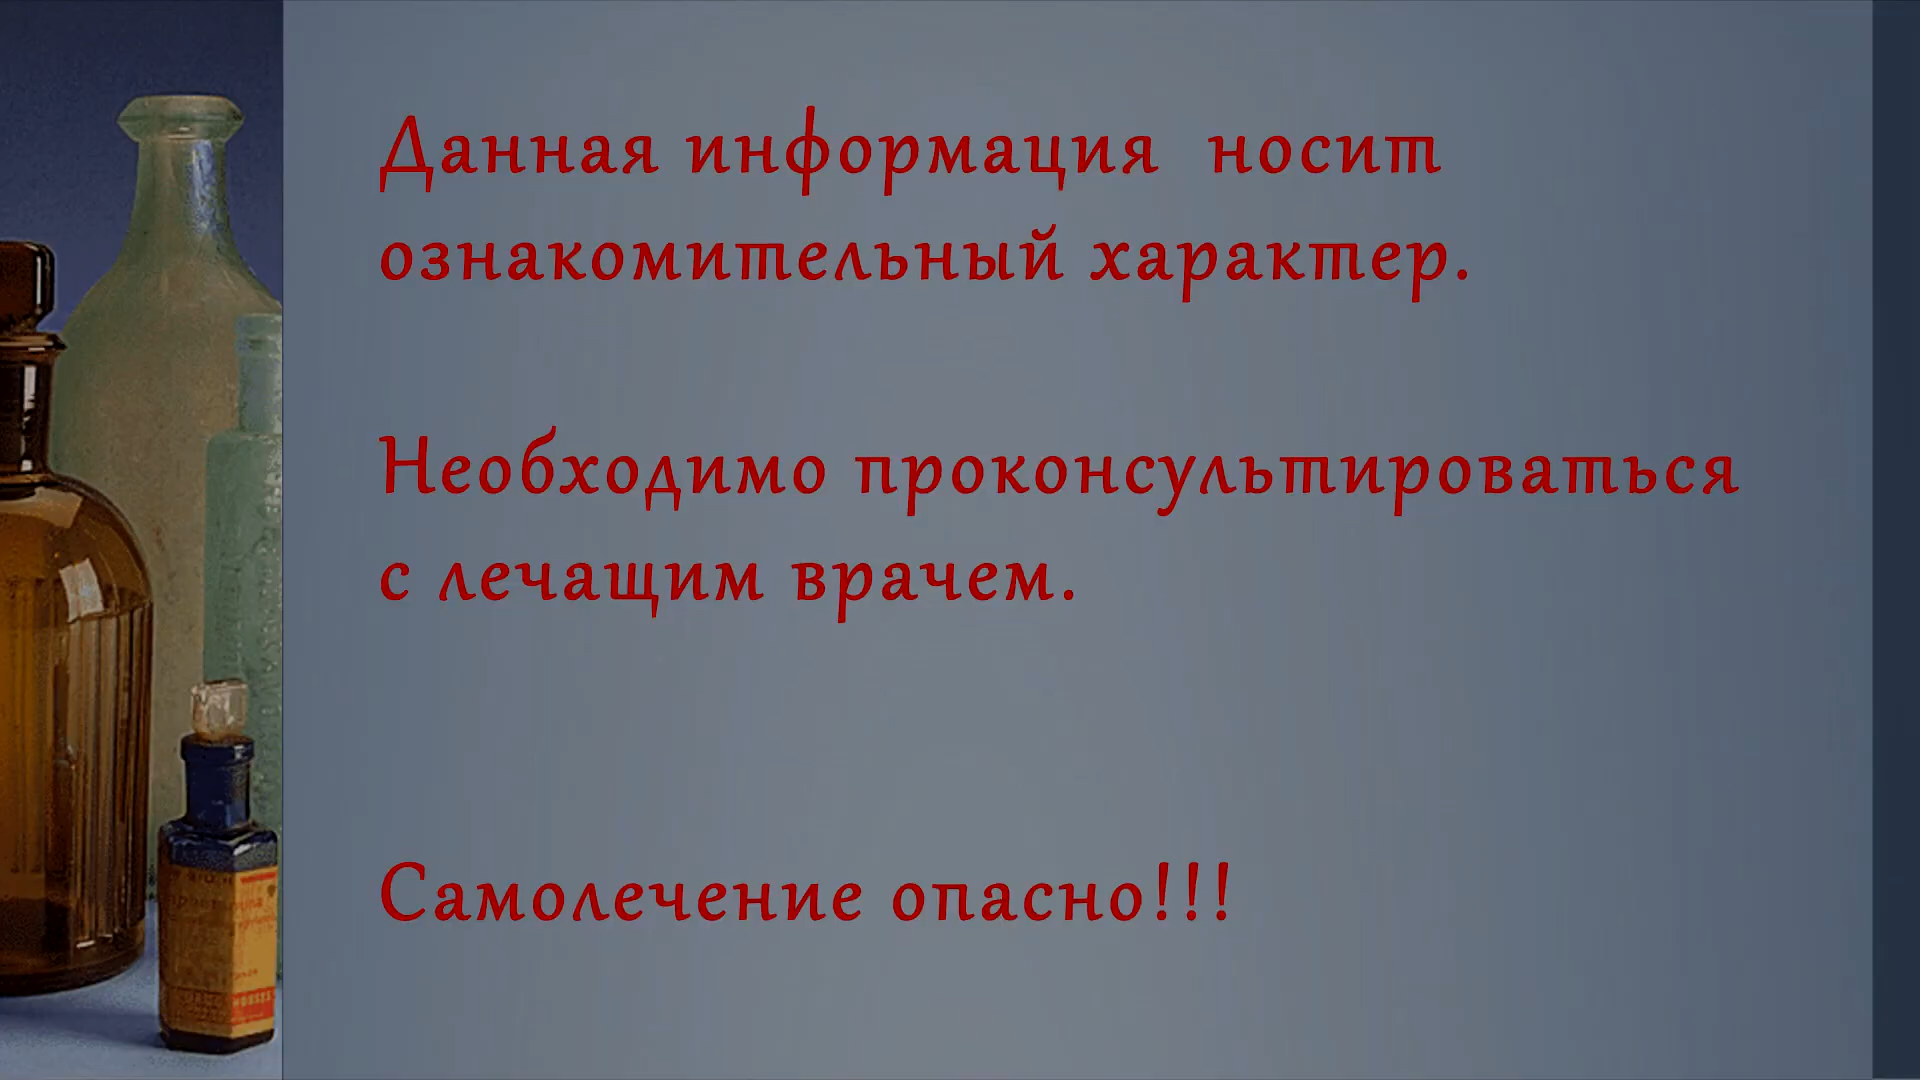 Данная информация носит
ознакомительный характер.
Необходимо проконсультироваться
с лечащим врачем.
Самолечение опасно!!!